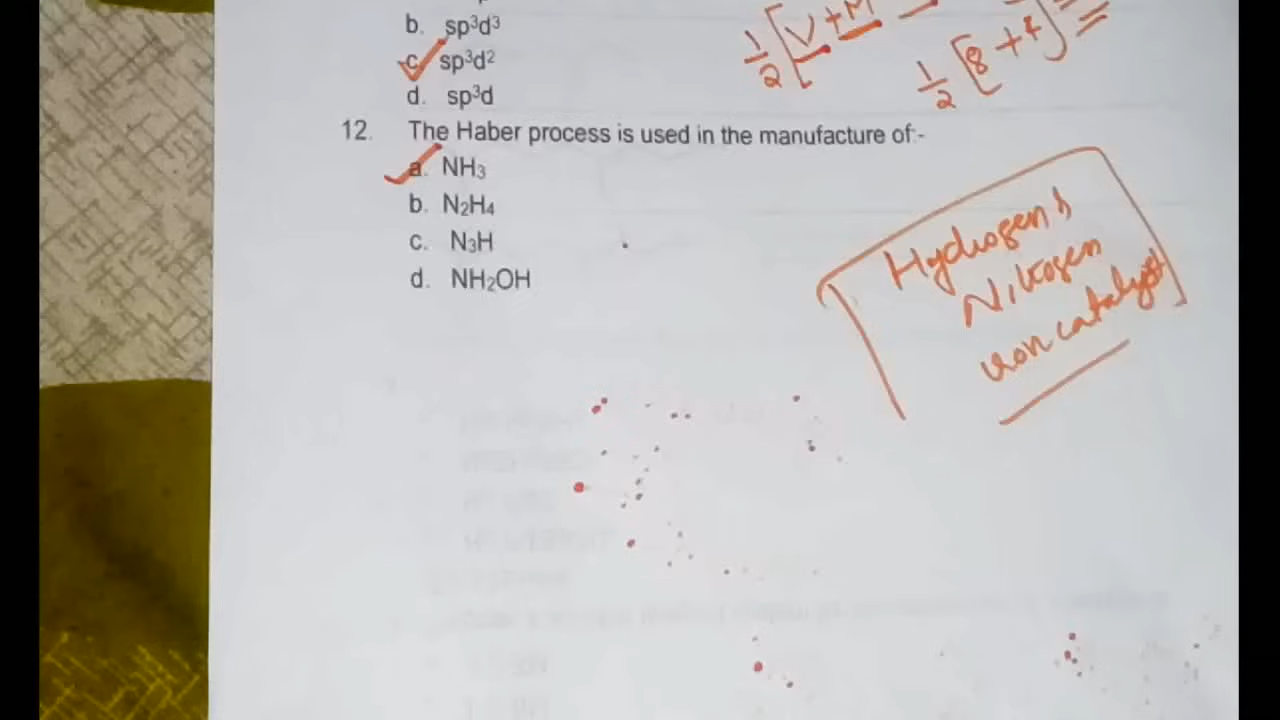 b. sp³d³
½[V+M
c. sp³d²
½[8+4]
d. sp³d
12. The Haber process is used in the manufacture of:-
a. NH₃
b. N₂H₄
c. N₃H
d. NH₂OH
Hydrogen &
Nitrogen
iron catalyst